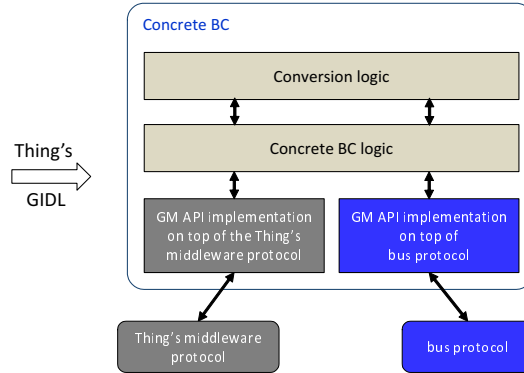 Concrete BC
Conversion logic
Thing's
GIDL
Concrete BC logic
GM API implementation
on top of the Thing's
middleware protocol
GM API implementation
on top of
bus protocol
Thing's middleware
protocol
bus protocol